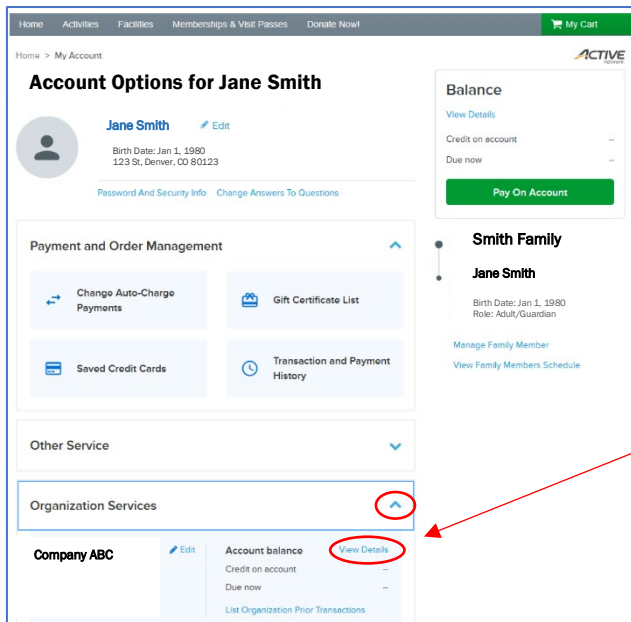 Home Activities Facilities Memberships & Visit Passes Donate Now! My Cart
Home > My Account
ACTIVE
network
Account Options for Jane Smith
Jane Smith Edit
Birth Date: Jan 1, 1980
123 St, Denver, CO 80123
Password And Security Info Change Answers To Questions
Balance
View Details
Credit on account --
Due now --
Pay On Account
Payment and Order Management
Change Auto-Charge
Payments
Gift Certificate List
Saved Credit Cards
Transaction and Payment
History
Smith Family
Jane Smith
Birth Date: Jan 1, 1980
Role: Adult/Guardian
Manage Family Member
View Family Members Schedule
Other Service
Organization Services
Company ABC Edit
Account balance View Details
Credit on account --
Due now --
List Organization Prior Transactions